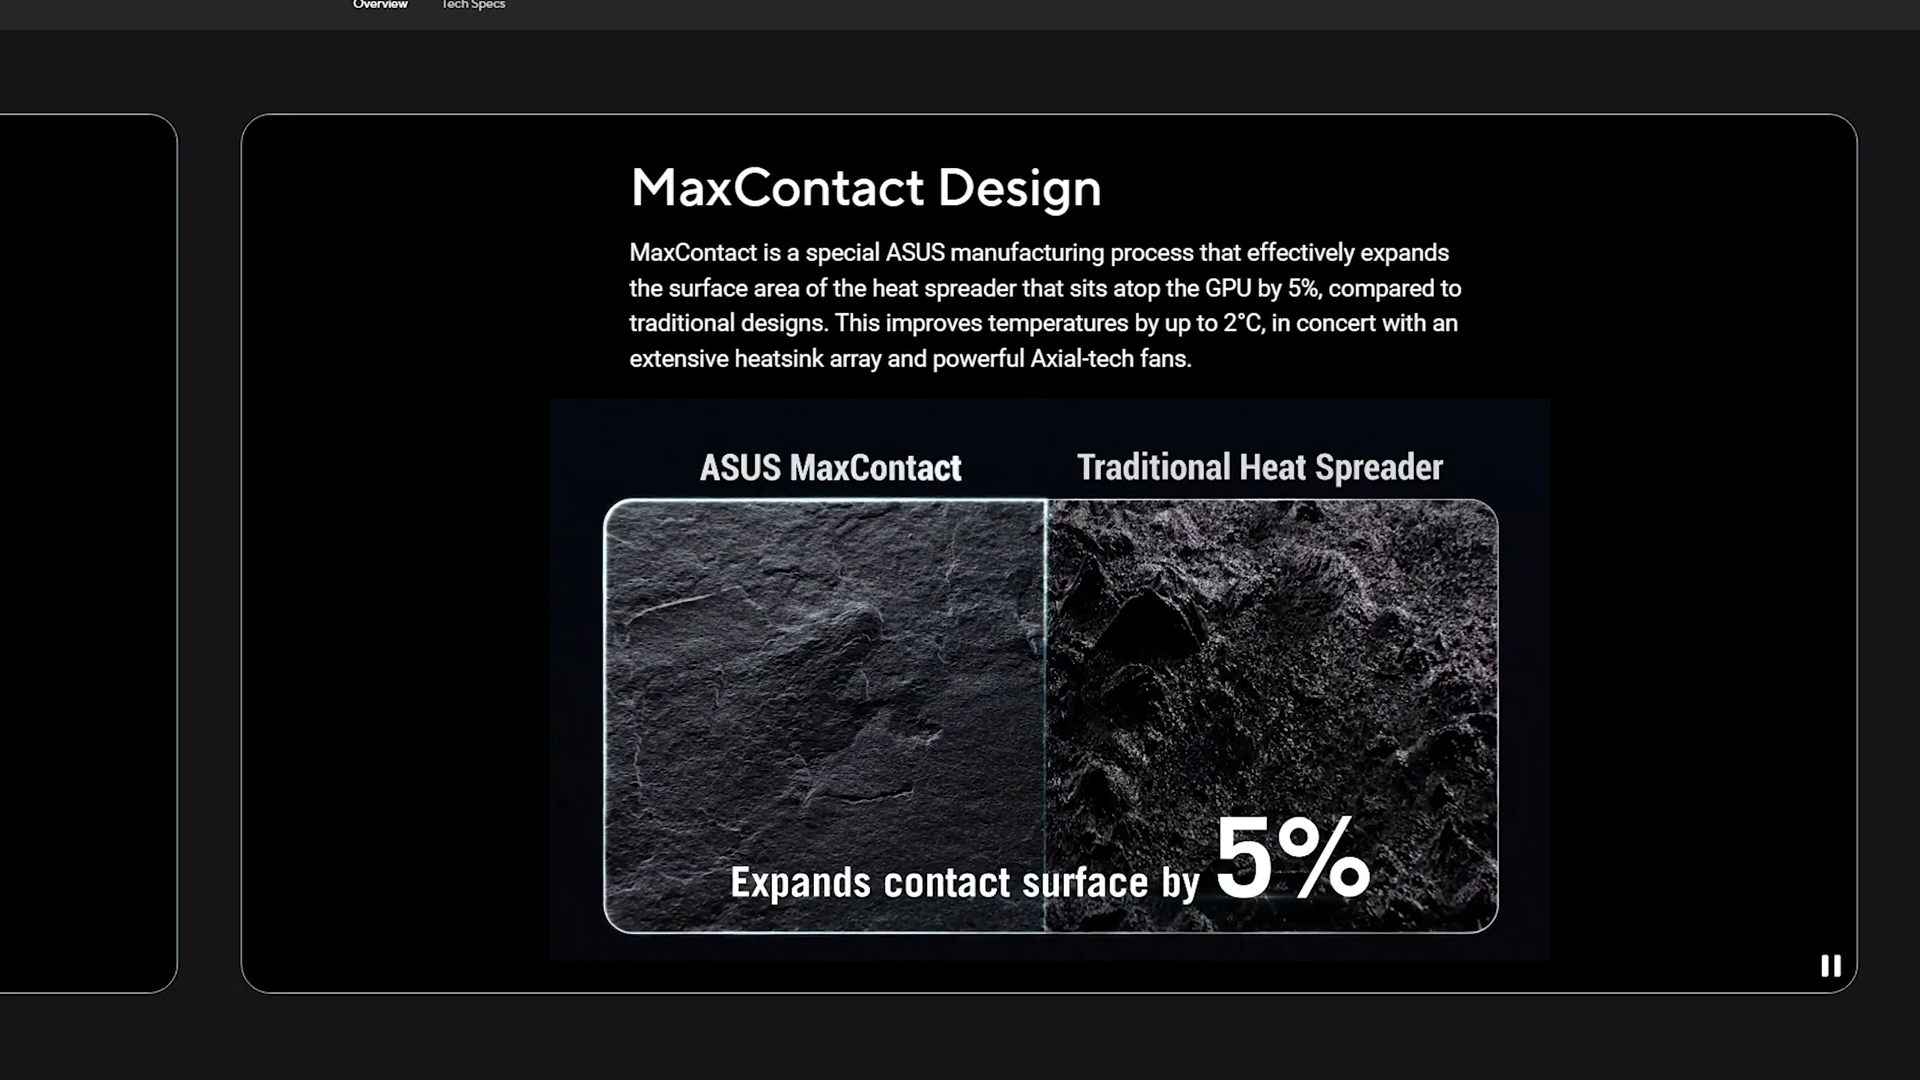 Overview Tech Specs
MaxContact Design
MaxContact is a special ASUS manufacturing process that effectively expands
the surface area of the heat spreader that sits atop the GPU by 5%, compared to
traditional designs. This improves temperatures by up to 2°C, in concert with an
extensive heatsink array and powerful Axial-tech fans.
ASUS MaxContact
Traditional Heat Spreader
Expands contact surface by 5%